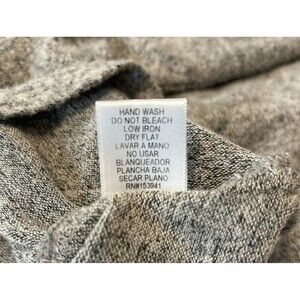 HAND WASH
DO NOT BLEACH
LOW IRON
DRY FLAT
LAVAR A MANO
NO USAR
BLANQUEADOR
PLANCHA BAJA
SECAR PLANO
RN#153941